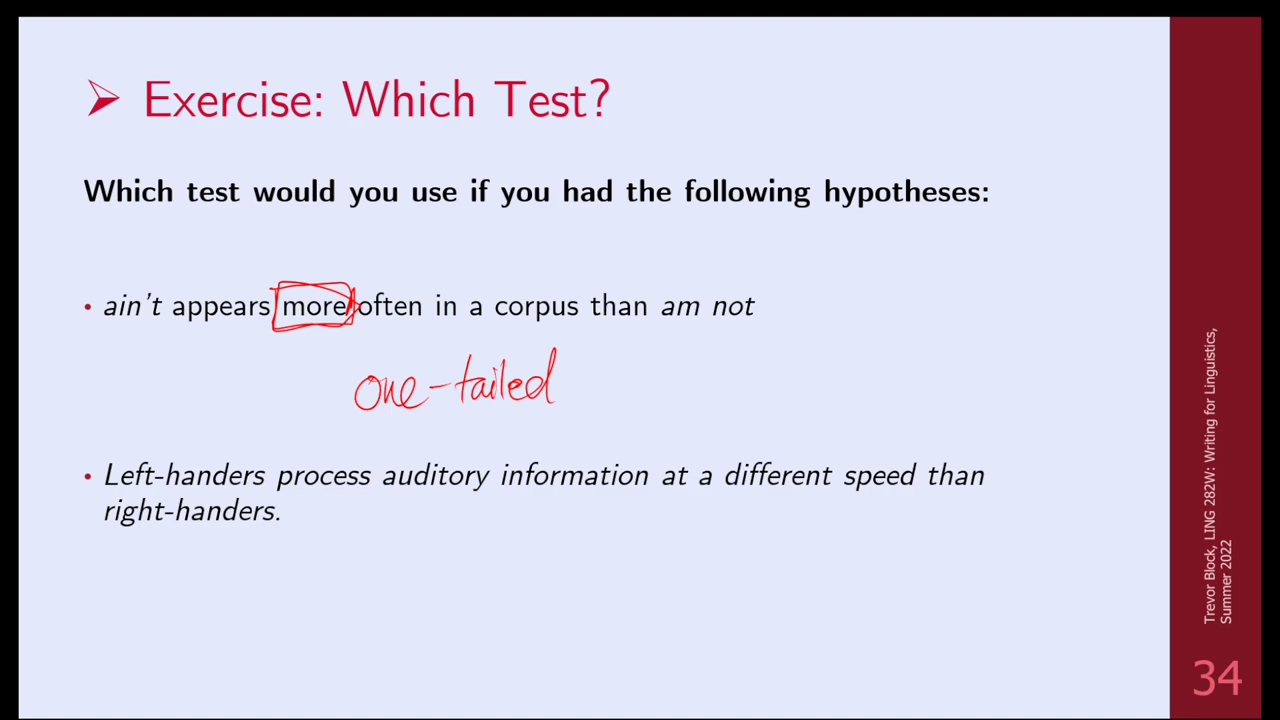 Exercise: Which Test?
Which test would you use if you had the following hypotheses:
• ain't appears more often in a corpus than am not
one-tailed
• Left-handers process auditory information at a different speed than
right-handers.
Trevor Block, LING 282W: Writing for Linguistics,
Summer 2022
34